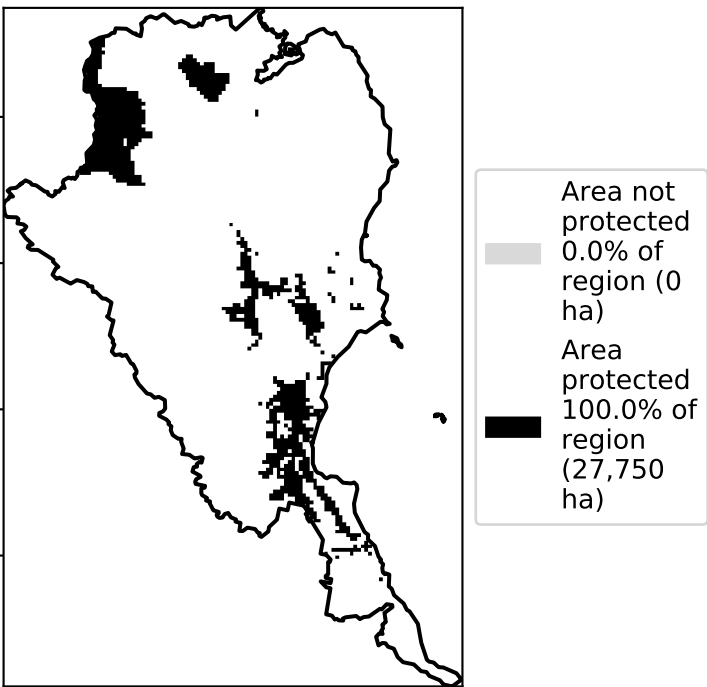 Area not
protected
0.0% of
region (0
ha)
Area
protected
100.0% of
region
(27,750
ha)